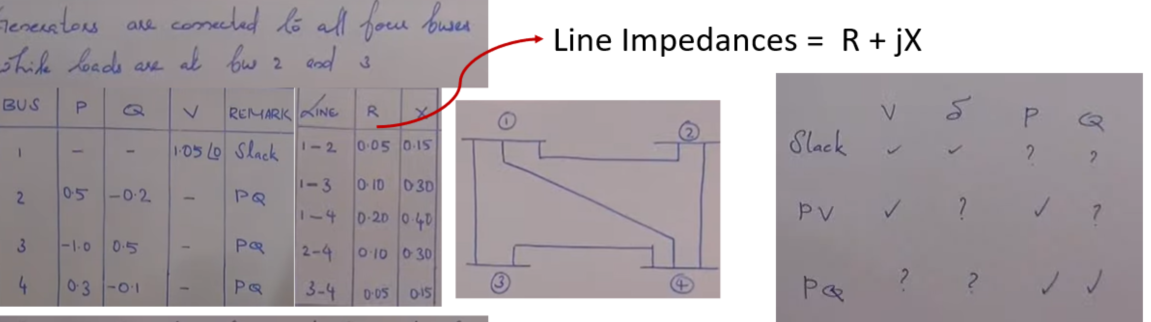 Generators are connected to all four buses
while loads are at bus 2 and 3
Line Impedances = R + jX
BUS P Q V REMARK
1 - - 1.05∠0 Slack
2 0.5 -0.2 - PQ
3 -1.0 0.5 - PQ
4 0.3 -0.1 - PQ
LINE R X
1-2 0.05 0.15
1-3 0.10 0.30
1-4 0.20 0.40
2-4 0.10 0.30
3-4 0.05 0.15
①
②
③
④
V δ P Q
Slack ✓ ✓ ? ?
PV ✓ ? ✓ ?
PQ ? ? ✓ ✓